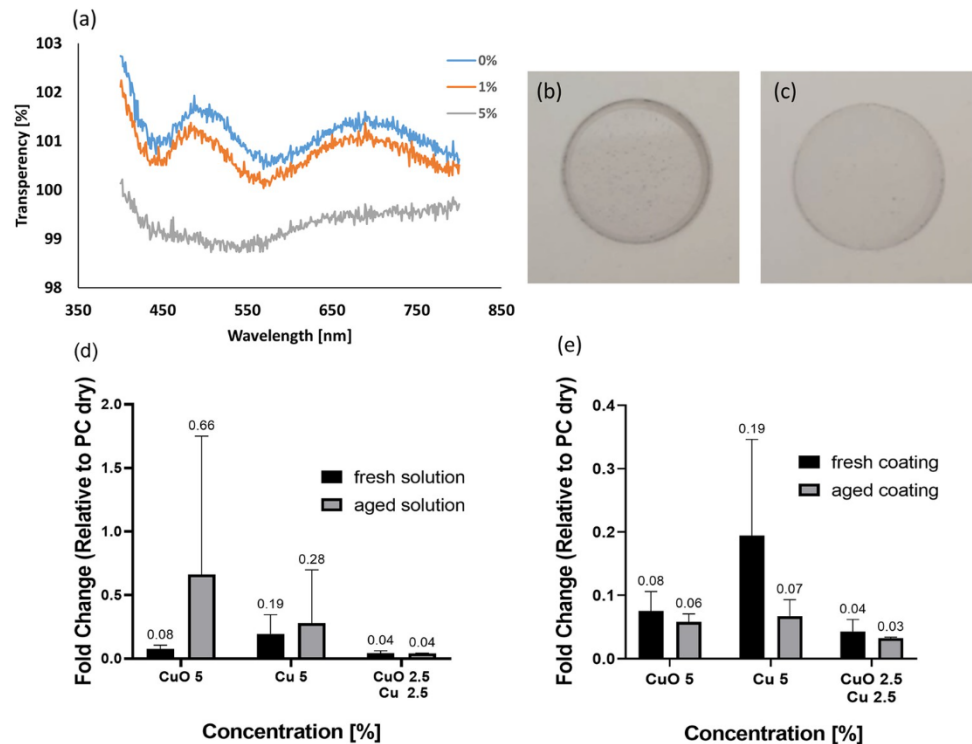 (a)
103
102
101
100
99
98
Transperency [%]
0%
1%
5%
350 450 550 650 750 850
Wavelength [nm]
(b)
(c)
(d)
Fold Change (Relative to PC dry)
2.0
1.5
1.0
0.5
0.0
0.08
0.66
0.19
0.28
0.04
0.04
fresh solution
aged solution
CuO 5
Cu 5
CuO 2.5
Cu 2.5
Concentration [%]
(e)
Fold Change (Relative to PC dry)
0.4
0.3
0.2
0.1
0.0
0.08
0.06
0.19
0.07
0.04
0.03
fresh coating
aged coating
CuO 5
Cu 5
CuO 2.5
Cu 2.5
Concentration [%]